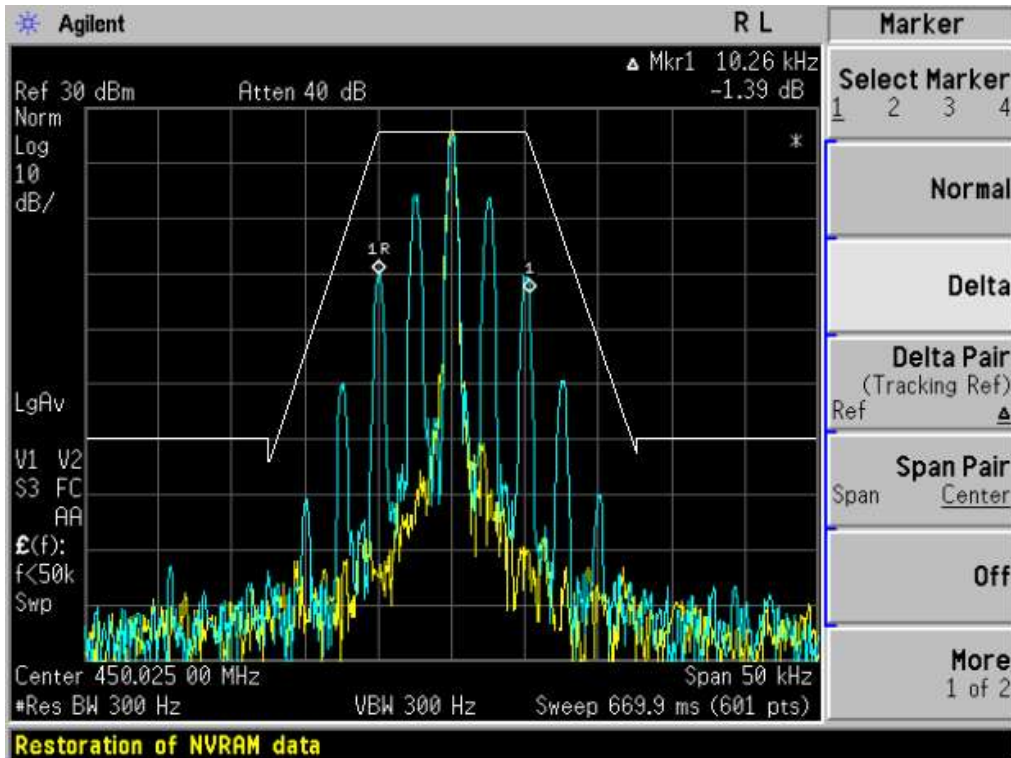 Agilent R L Marker
Δ Mkr1 10.26 kHz
Ref 30 dBm Atten 40 dB -1.39 dB
Norm
Log
10
dB/
*
1R
1
LgAv
V1 V2
S3 FC
AA
£(f):
f<50k
Swp
Center 450.025 00 MHz Span 50 kHz
#Res BW 300 Hz VBW 300 Hz Sweep 669.9 ms (601 pts)
Restoration of NVRAM data
Select Marker
1 2 3 4
Normal
Delta
Delta Pair
(Tracking Ref)
Ref Δ
Span Pair
Span Center
Off
More
1 of 2